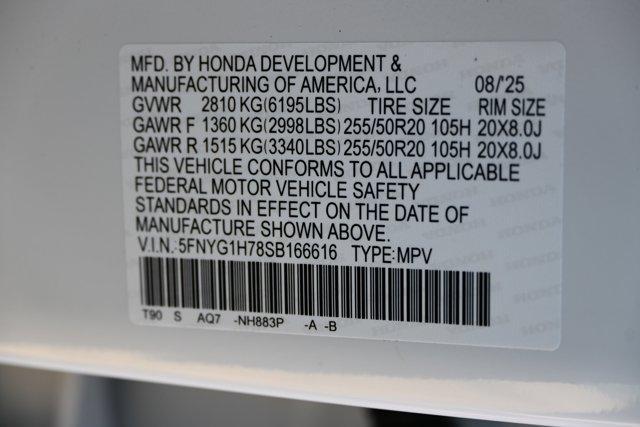 MFD. BY HONDA DEVELOPMENT &
MANUFACTURING OF AMERICA, LLC 08/'25
GVWR 2810 KG(6195LBS) TIRE SIZE RIM SIZE
GAWR F 1360 KG(2998LBS) 255/50R20 105H 20X8.0J
GAWR R 1515 KG(3340LBS) 255/50R20 105H 20X8.0J
THIS VEHICLE CONFORMS TO ALL APPLICABLE
FEDERAL MOTOR VEHICLE SAFETY
STANDARDS IN EFFECT ON THE DATE OF
MANUFACTURE SHOWN ABOVE.
V.I.N.:5FNYG1H78SB166616 TYPE:MPV
T90 S AQ7 -NH883P -A -B